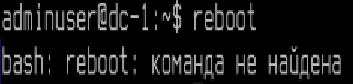 adminuser@dc-1:~$ reboot
bash: reboot: команда не найдена